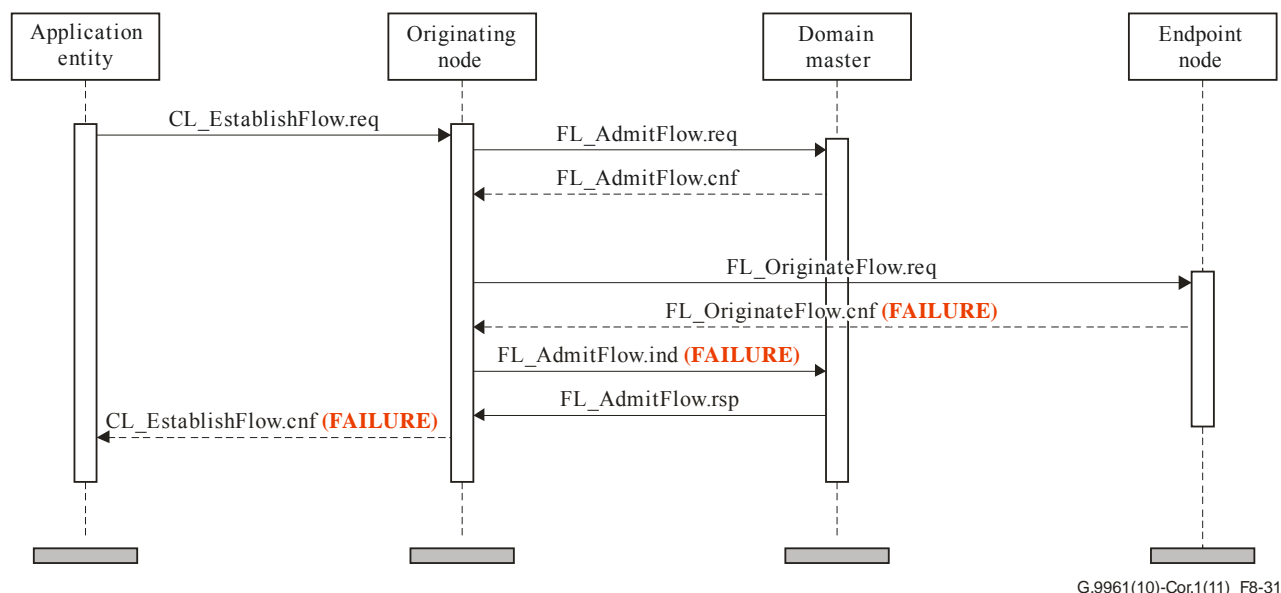 Application
entity
Originating
node
Domain
master
Endpoint
node
CL_EstablishFlow.req
FL_AdmitFlow.req
FL_AdmitFlow.cnf
FL_OriginateFlow.req
FL_OriginateFlow.cnf (FAILURE)
FL_AdmitFlow.ind (FAILURE)
FL_AdmitFlow.rsp
CL_EstablishFlow.cnf (FAILURE)
G.9961(10)-Cor.1(11)_F8-31